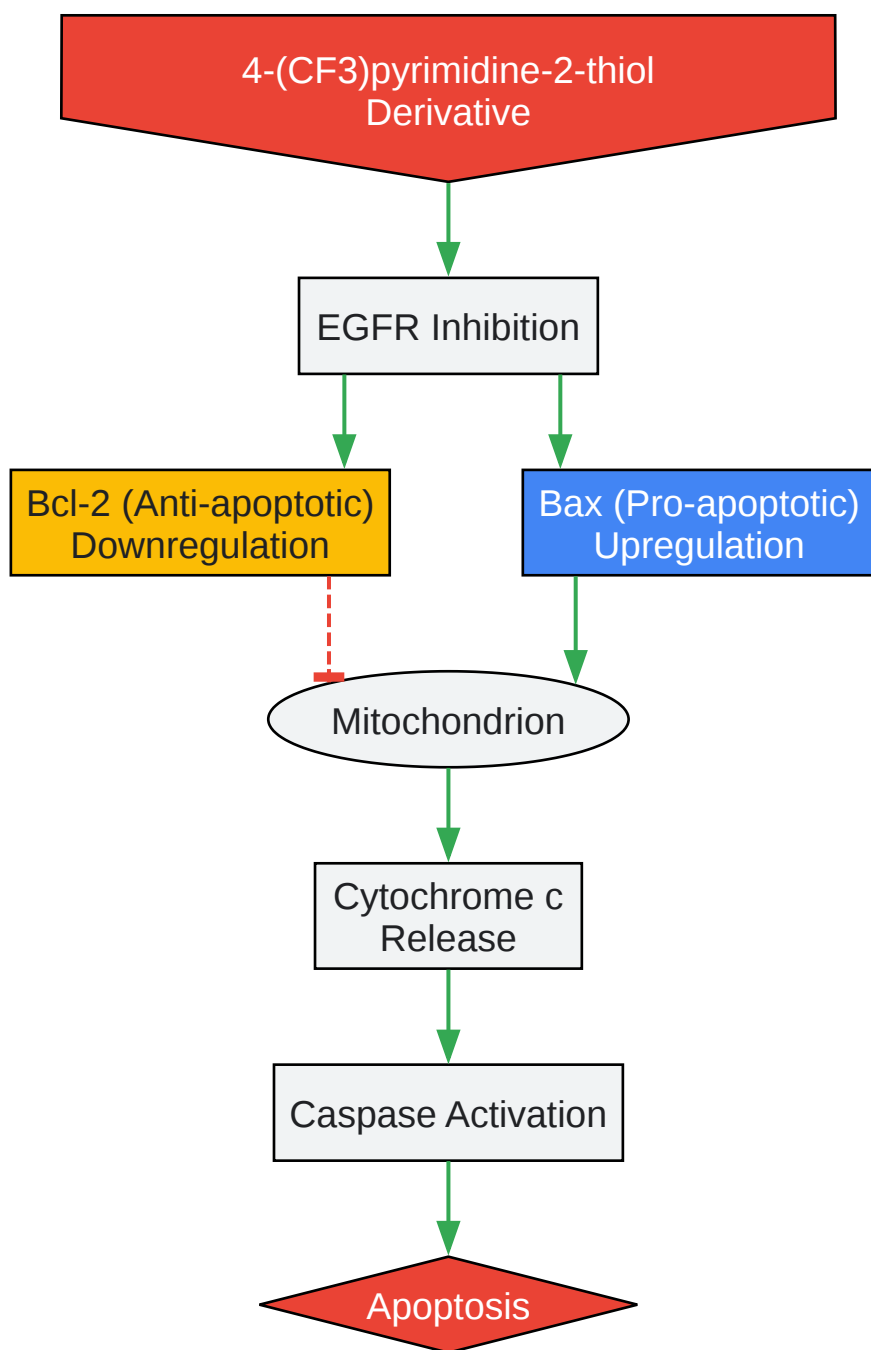 4-(CF3)pyrimidine-2-thiol
Derivative
EGFR Inhibition
Bcl-2 (Anti-apoptotic)
Downregulation
Bax (Pro-apoptotic)
Upregulation
Mitochondrion
Cytochrome c
Release
Caspase Activation
Apoptosis